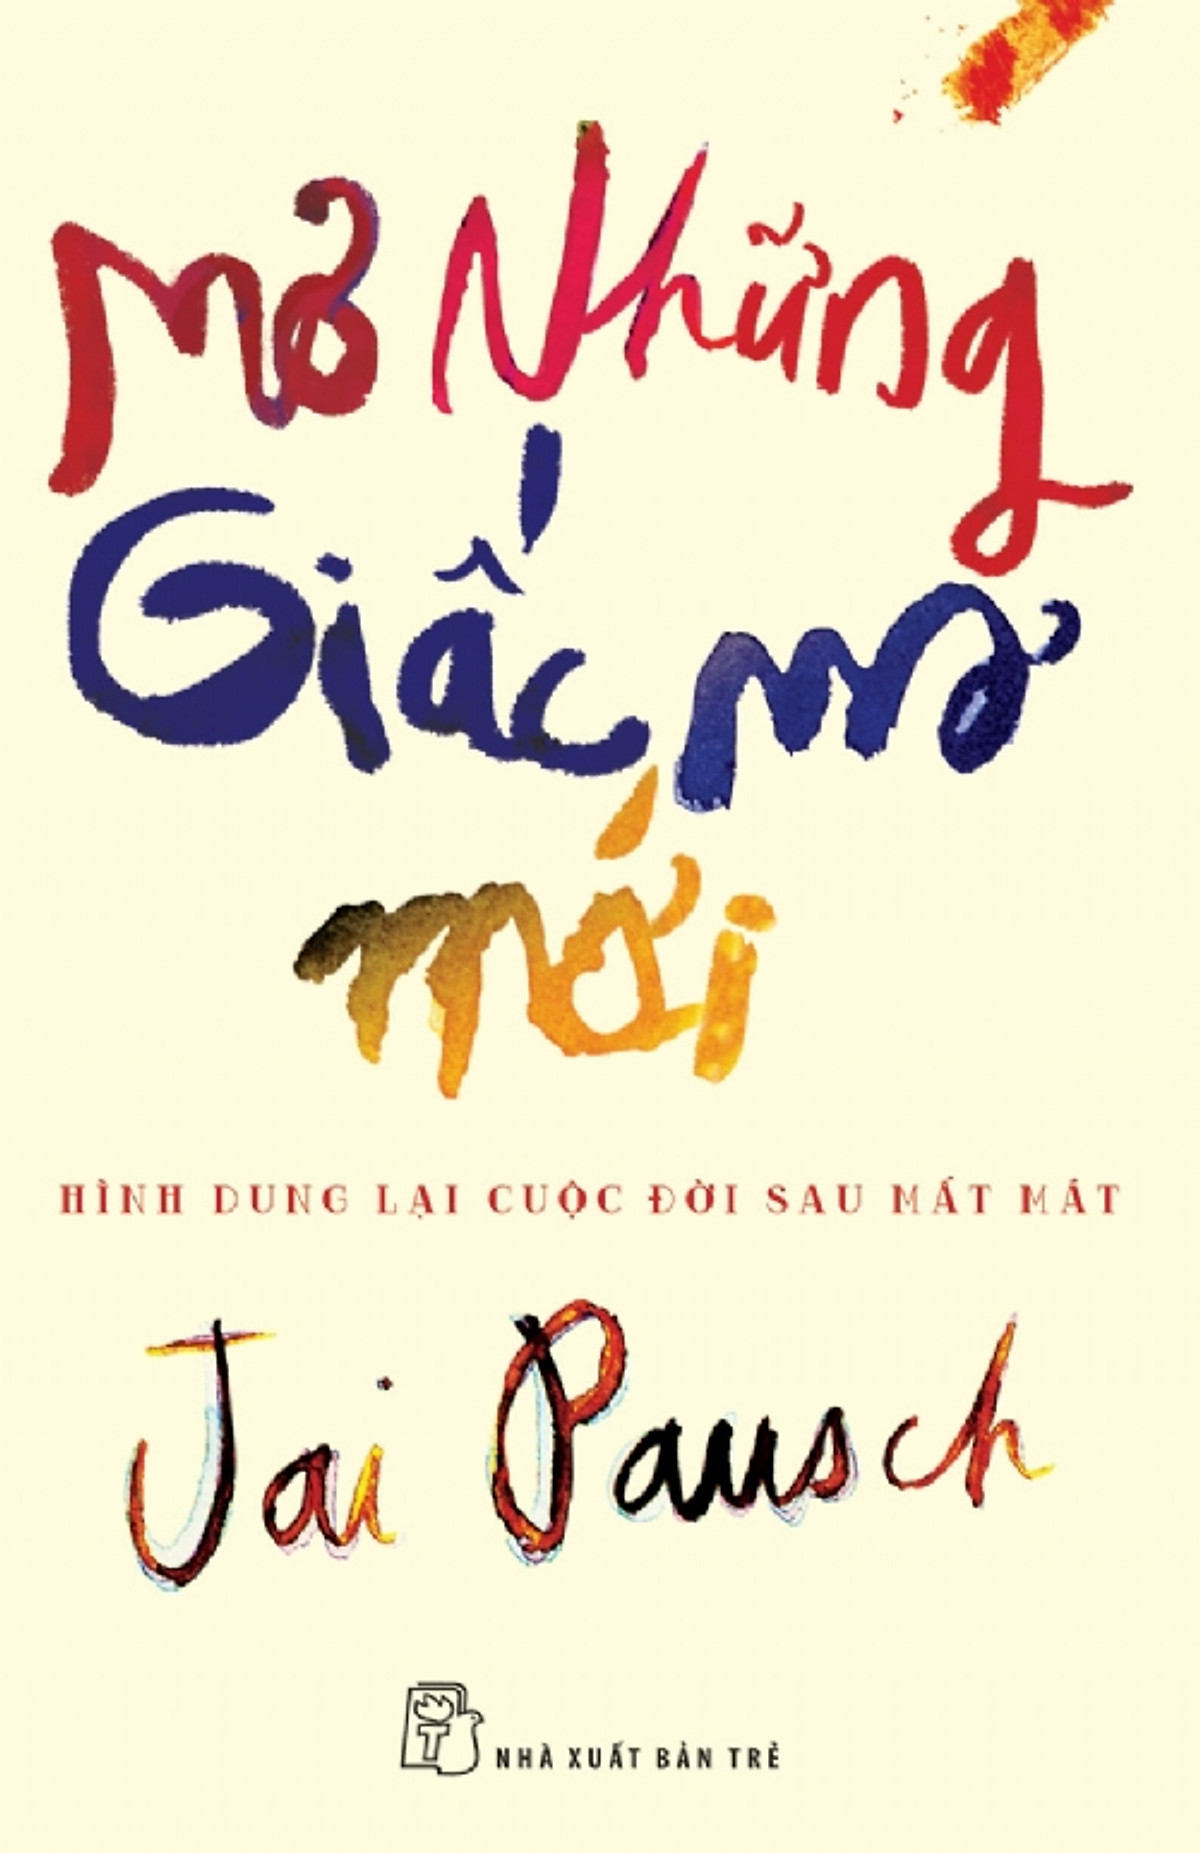 Mơ Những
Giấc mơ
mới
HÌNH DUNG LẠI CUỘC ĐỜI SAU MẤT MÁT
Jai Pausch
NHÀ XUẤT BẢN TRẺ